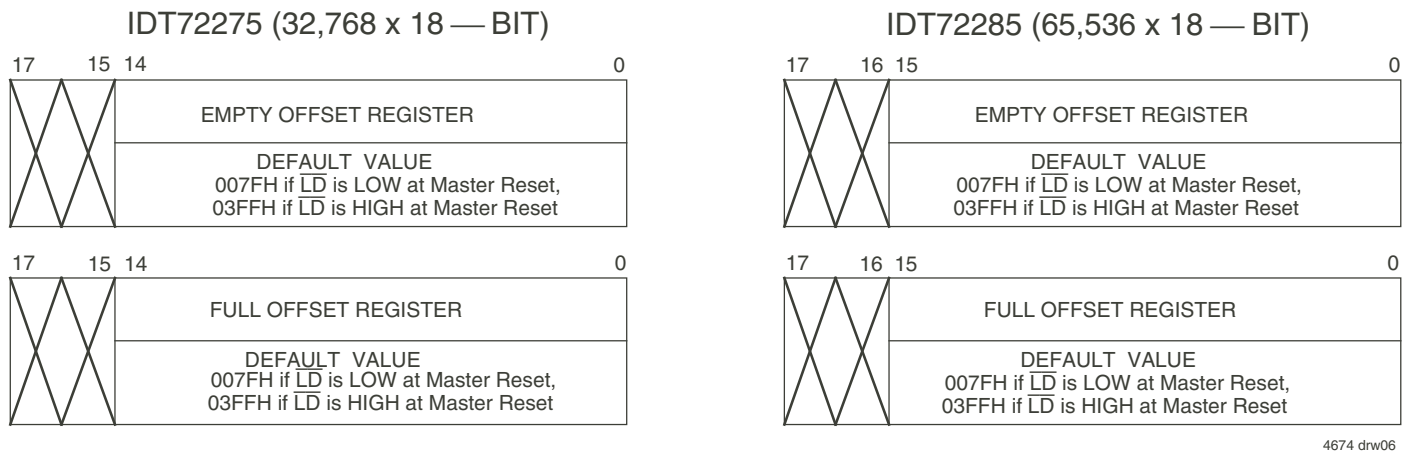 IDT72275 (32,768 x 18 — BIT)
17 15 14 0
EMPTY OFFSET REGISTER
DEFAULT VALUE
007FH if LD is LOW at Master Reset,
03FFH if LD is HIGH at Master Reset
17 15 14 0
FULL OFFSET REGISTER
DEFAULT VALUE
007FH if LD is LOW at Master Reset,
03FFH if LD is HIGH at Master Reset
IDT72285 (65,536 x 18 — BIT)
17 16 15 0
EMPTY OFFSET REGISTER
DEFAULT VALUE
007FH if LD is LOW at Master Reset,
03FFH if LD is HIGH at Master Reset
17 16 15 0
FULL OFFSET REGISTER
DEFAULT VALUE
007FH if LD is LOW at Master Reset,
03FFH if LD is HIGH at Master Reset
4674 drw06